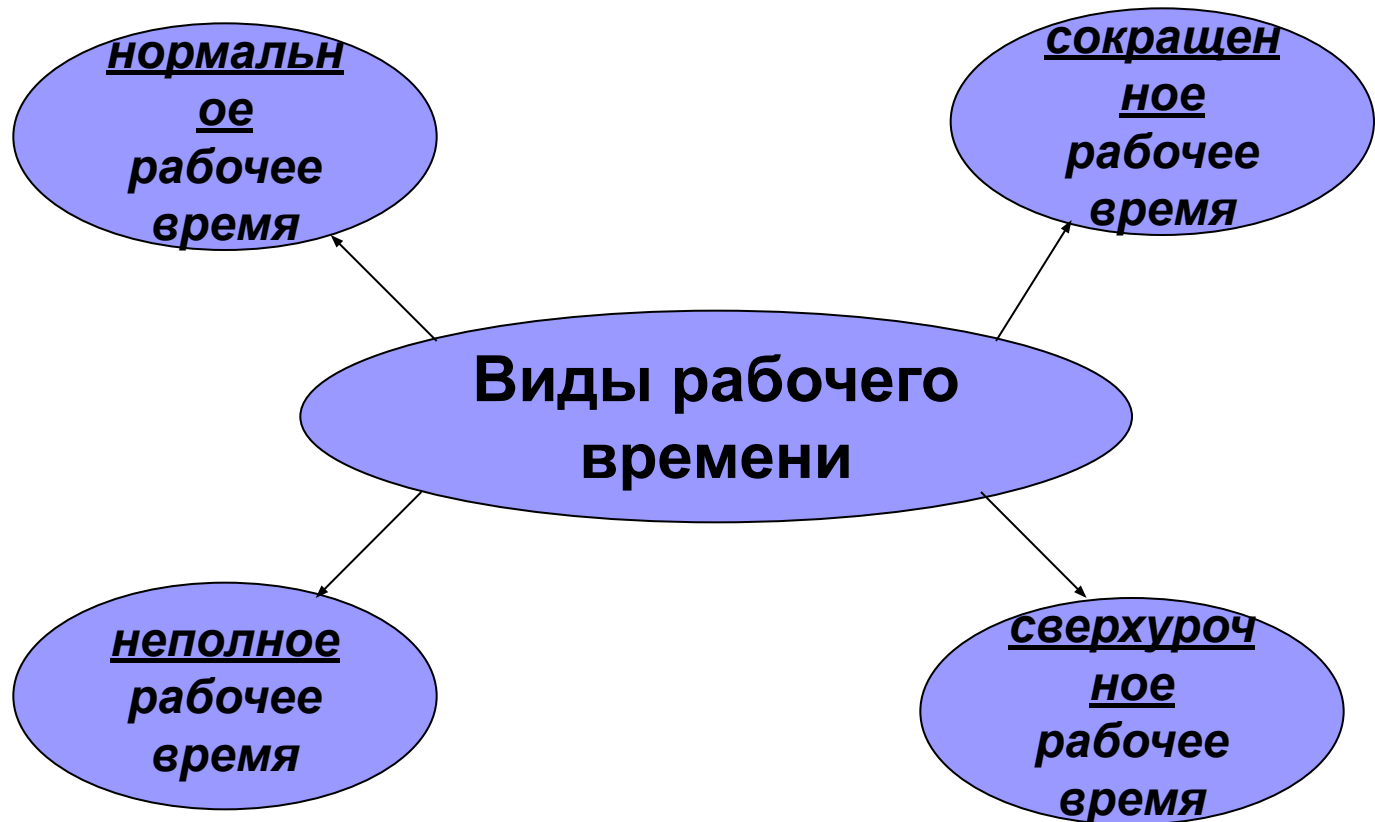 нормальн
ое
рабочее
время
сокращен
ное
рабочее
время
Виды рабочего
времени
неполное
рабочее
время
сверхуроч
ное
рабочее
время